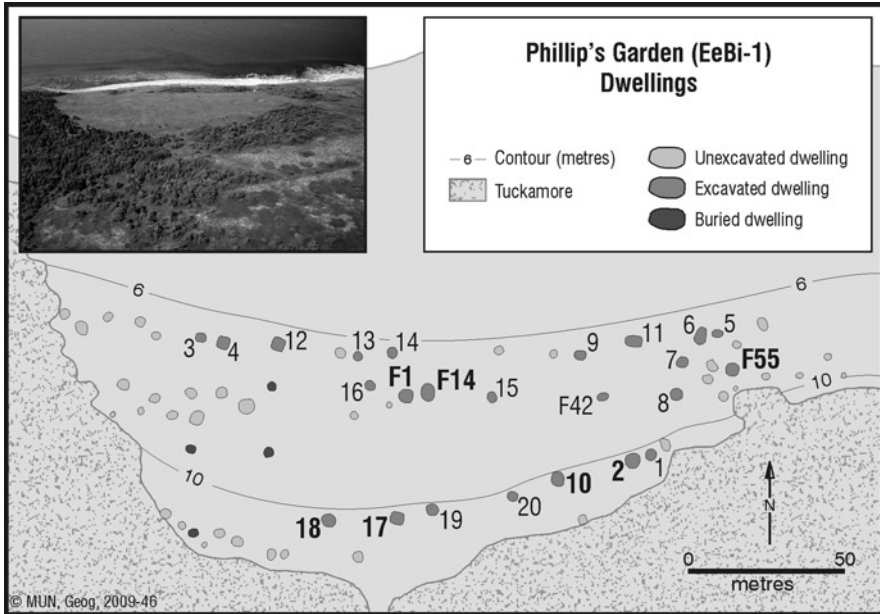 Phillip's Garden (EeBi-1)
Dwellings
6 Contour (metres)
Tuckamore
Unexcavated dwelling
Excavated dwelling
Buried dwelling
6
6
3
4
12
13
14
9
11
6
5
7
F55
16
F1
F14
15
F42
8
10
10
2
1
10
20
18
17
19
N
0
50
metres
© MUN, Geog, 2009-46